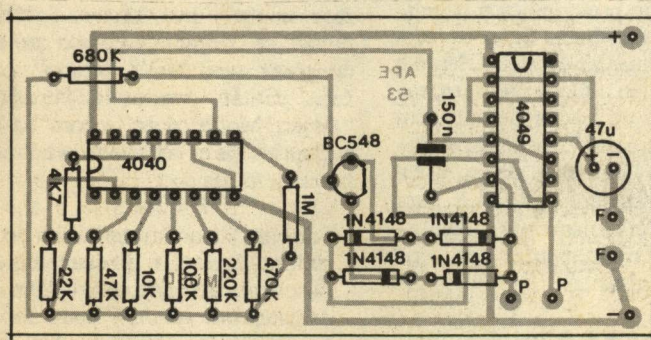 +
680K
APE
53
150n
4049
47u
+ −
BC548
4040
4K7
1M
F
1N4148
1N4148
F
1N4148
1N4148
22K
47K
10K
100K
220K
470K
P
P
−